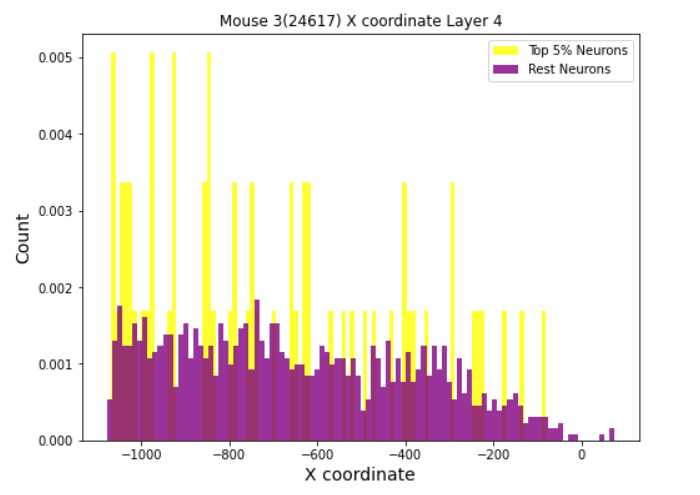 Mouse 3(24617) X coordinate Layer 4
Top 5% Neurons
Rest Neurons
Count
0.005
0.004
0.003
0.002
0.001
0.000
−1000 −800 −600 −400 −200 0
X coordinate